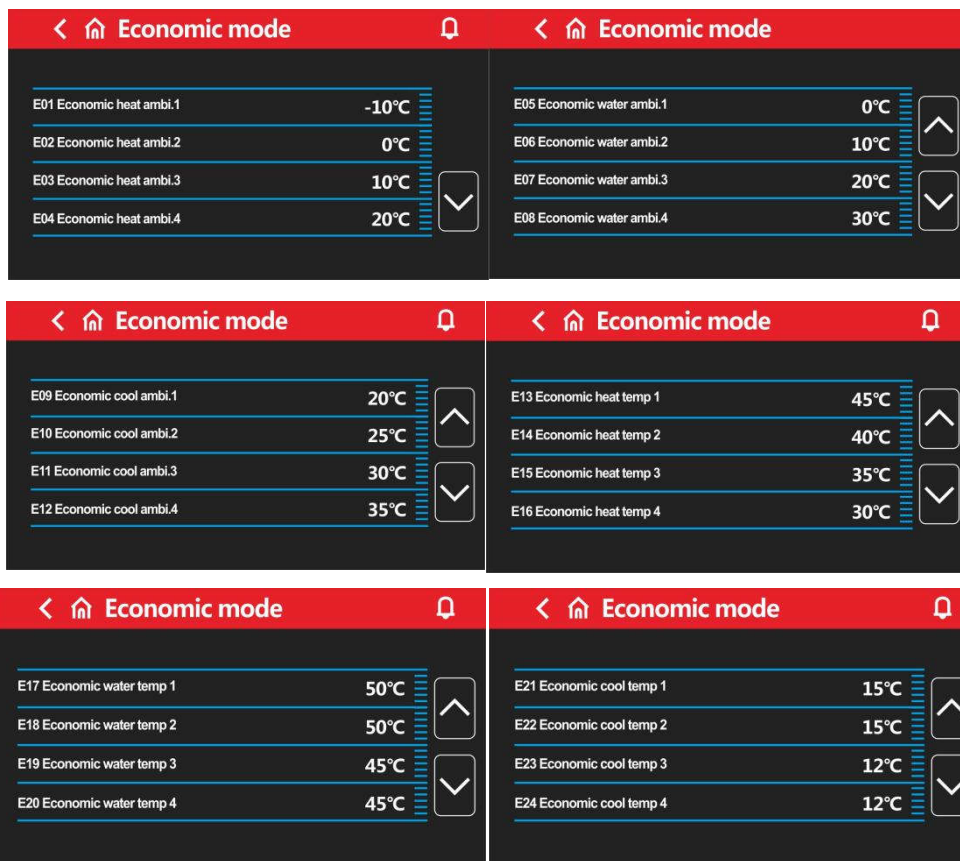 Economic mode
E01 Economic heat ambi.1 -10℃
E02 Economic heat ambi.2 0℃
E03 Economic heat ambi.3 10℃
E04 Economic heat ambi.4 20℃
Economic mode
E05 Economic water ambi.1 0℃
E06 Economic water ambi.2 10℃
E07 Economic water ambi.3 20℃
E08 Economic water ambi.4 30℃
Economic mode
E09 Economic cool ambi.1 20℃
E10 Economic cool ambi.2 25℃
E11 Economic cool ambi.3 30℃
E12 Economic cool ambi.4 35℃
Economic mode
E13 Economic heat temp 1 45℃
E14 Economic heat temp 2 40℃
E15 Economic heat temp 3 35℃
E16 Economic heat temp 4 30℃
Economic mode
E17 Economic water temp 1 50℃
E18 Economic water temp 2 50℃
E19 Economic water temp 3 45℃
E20 Economic water temp 4 45℃
Economic mode
E21 Economic cool temp 1 15℃
E22 Economic cool temp 2 15℃
E23 Economic cool temp 3 12℃
E24 Economic cool temp 4 12℃